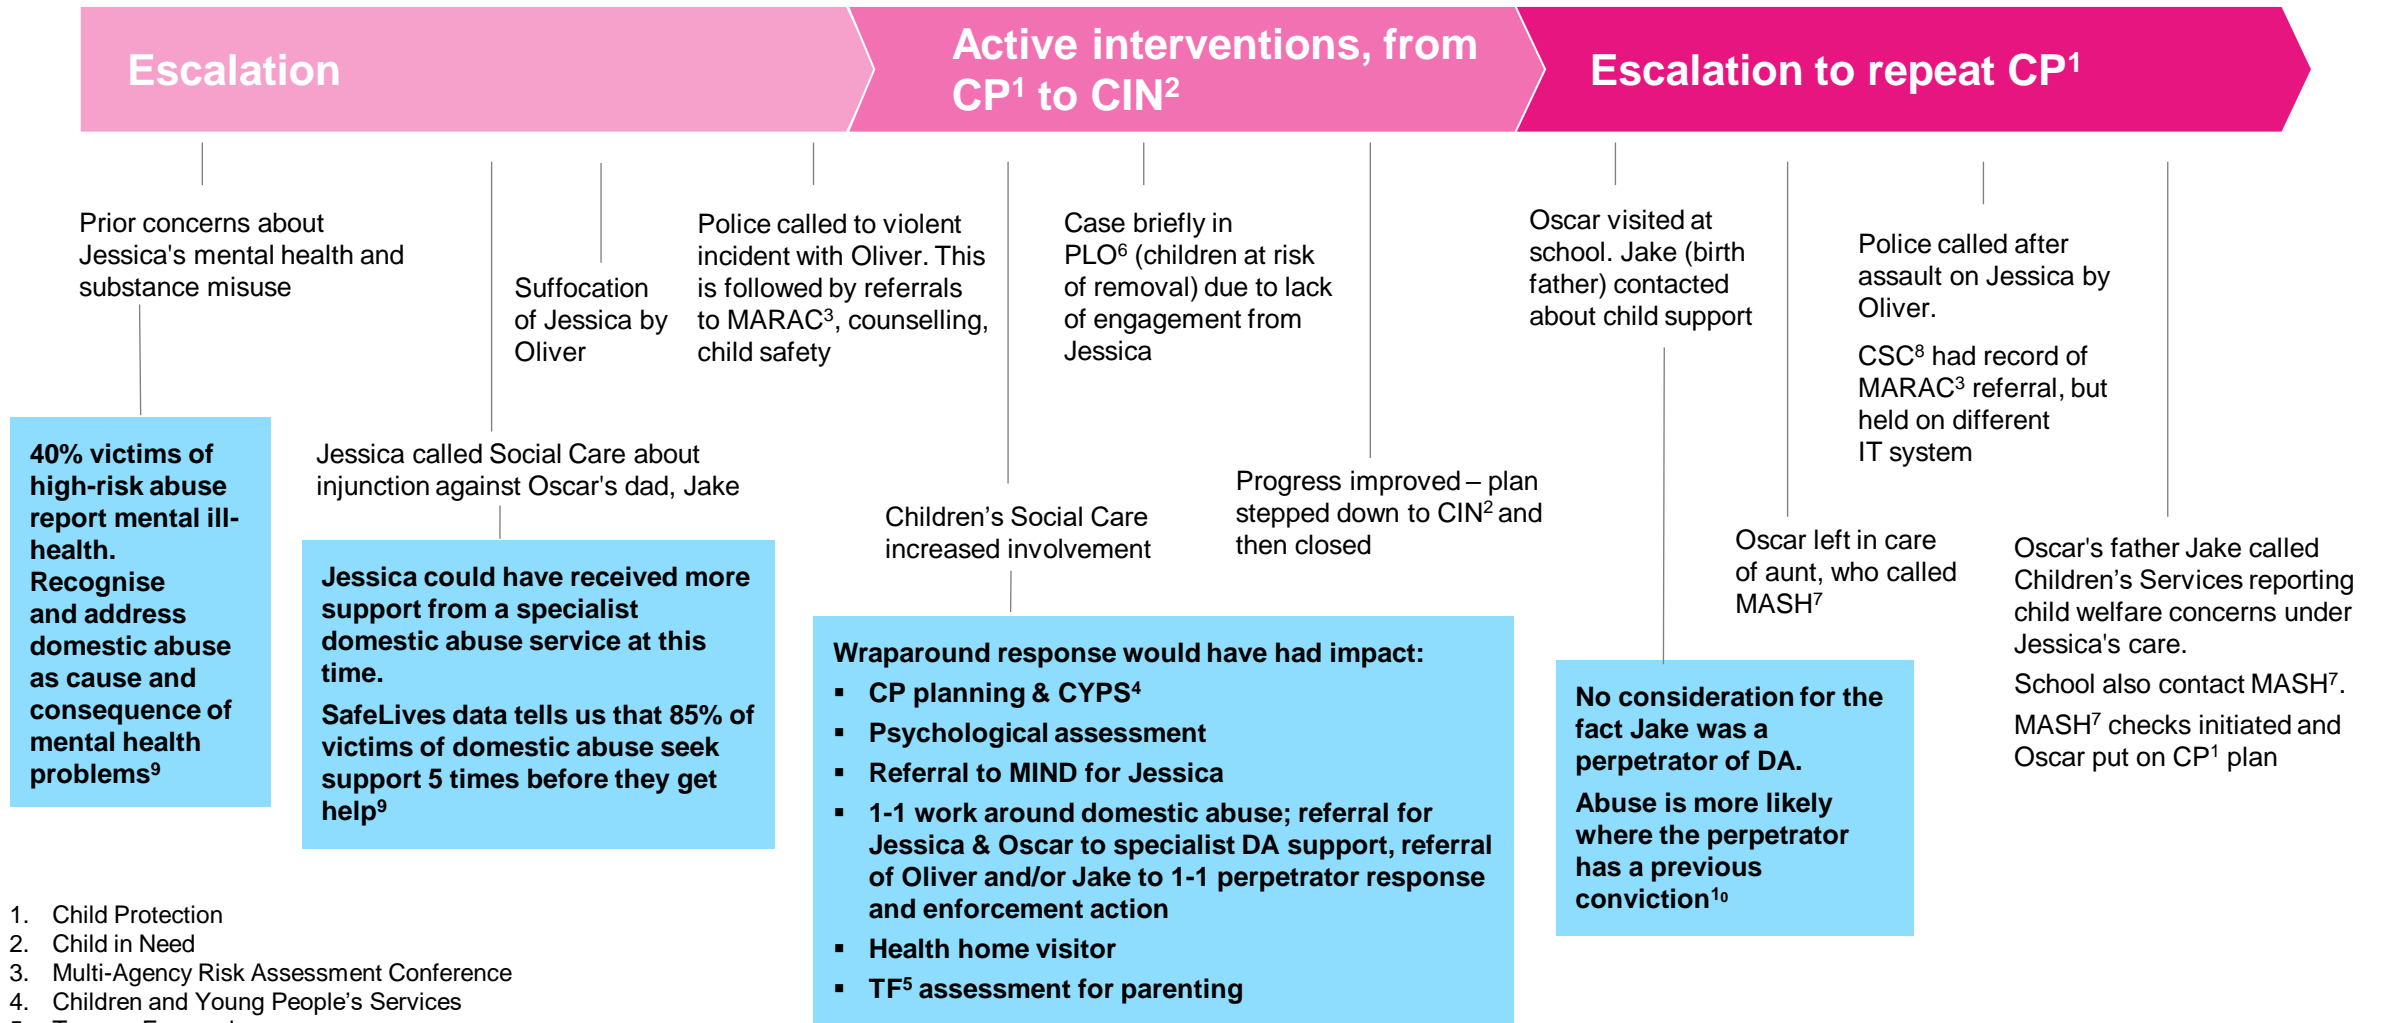 Escalation
Active interventions, from
CP¹ to CIN²
Escalation to repeat CP¹
Prior concerns about
Jessica's mental health and
substance misuse
40% victims of
high-risk abuse
report mental ill-
health.
Recognise
and address
domestic abuse
as cause and
consequence of
mental health
problems⁹
Jessica called Social Care about
injunction against Oscar's dad, Jake
Jessica could have received more
support from a specialist
domestic abuse service at this
time.
SafeLives data tells us that 85% of
victims of domestic abuse seek
support 5 times before they get
help⁹
Suffocation
of Jessica by
Oliver
Police called to violent
incident with Oliver. This
is followed by referrals
to MARAC³, counselling,
child safety
Children’s Social Care
increased involvement
Wraparound response would have had impact:
▪ CP planning & CYPS⁴
▪ Psychological assessment
▪ Referral to MIND for Jessica
▪ 1-1 work around domestic abuse; referral for
Jessica & Oscar to specialist DA support, referral
of Oliver and/or Jake to 1-1 perpetrator response
and enforcement action
▪ Health home visitor
▪ TF⁵ assessment for parenting
Case briefly in
PLO⁶ (children at risk
of removal) due to lack
of engagement from
Jessica
Progress improved – plan
stepped down to CIN² and
then closed
Oscar visited at
school. Jake (birth
father) contacted
about child support
No consideration for the
fact Jake was a
perpetrator of DA.
Abuse is more likely
where the perpetrator
has a previous
conviction¹⁰
Oscar left in care
of aunt, who called
MASH⁷
Police called after
assault on Jessica by
Oliver.
CSC⁸ had record of
MARAC³ referral, but
held on different
IT system
Oscar's father Jake called
Children’s Services reporting
child welfare concerns under
Jessica's care.
School also contact MASH⁷.
MASH⁷ checks initiated and
Oscar put on CP¹ plan
1. Child Protection
2. Child in Need
3. Multi-Agency Risk Assessment Conference
4. Children and Young People’s Services